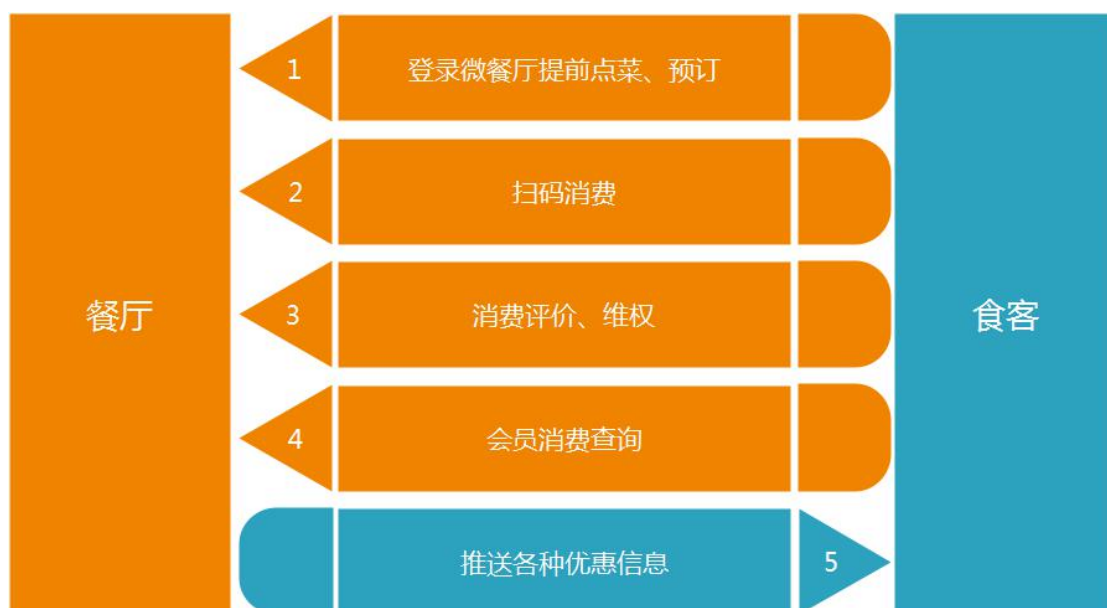 1
登录微餐厅提前点菜、预订
2
扫码消费
餐厅
3
消费评价、维权
食客
4
会员消费查询
推送各种优惠信息
5